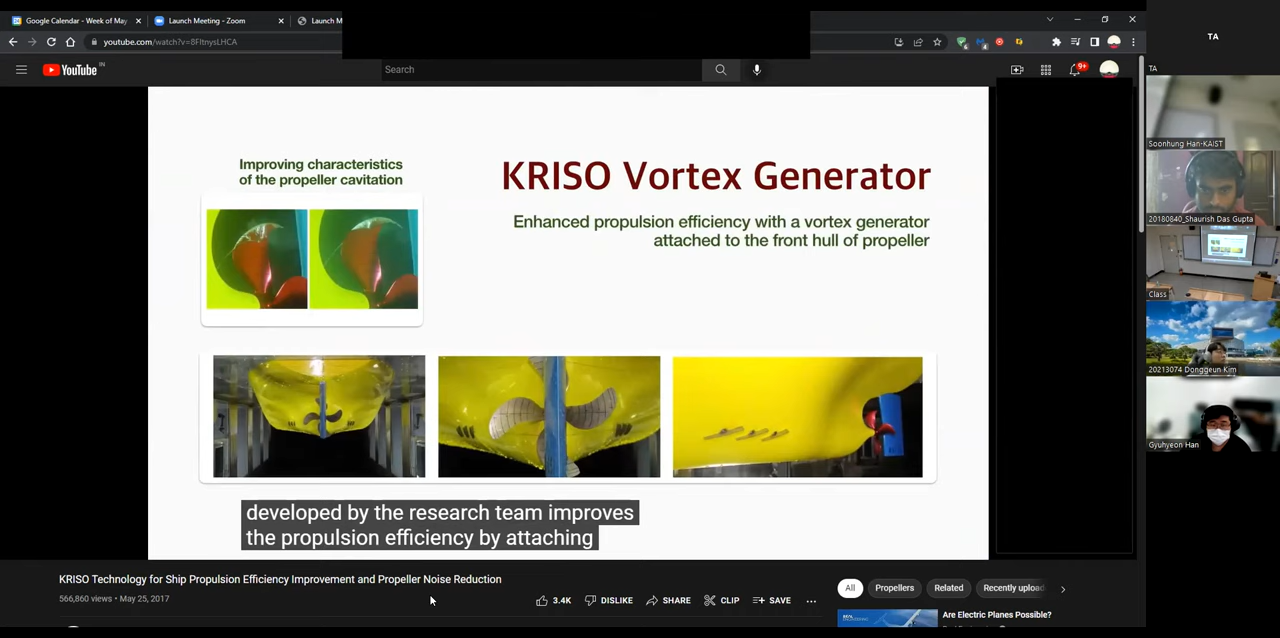 Google Calendar - Week of May
Launch Meeting - Zoom
Launch M
youtube.com/watch?v=8FItnysLHCA
YouTube IN
Search
9+
Improving characteristics
of the propeller cavitation
KRISO Vortex Generator
Enhanced propulsion efficiency with a vortex generator
attached to the front hull of propeller
developed by the research team improves
the propulsion efficiency by attaching
KRISO Technology for Ship Propulsion Efficiency Improvement and Propeller Noise Reduction
566,860 views • May 25, 2017
3.4K
DISLIKE
SHARE
CLIP
SAVE
All
Propellers
Related
Recently upload
Are Electric Planes Possible?
TA
TA
Soonhung Han-KAIST
20180840_Shaurish Das Gupta
Class
20213074 Donggeun Kim
Gyuhyeon Han